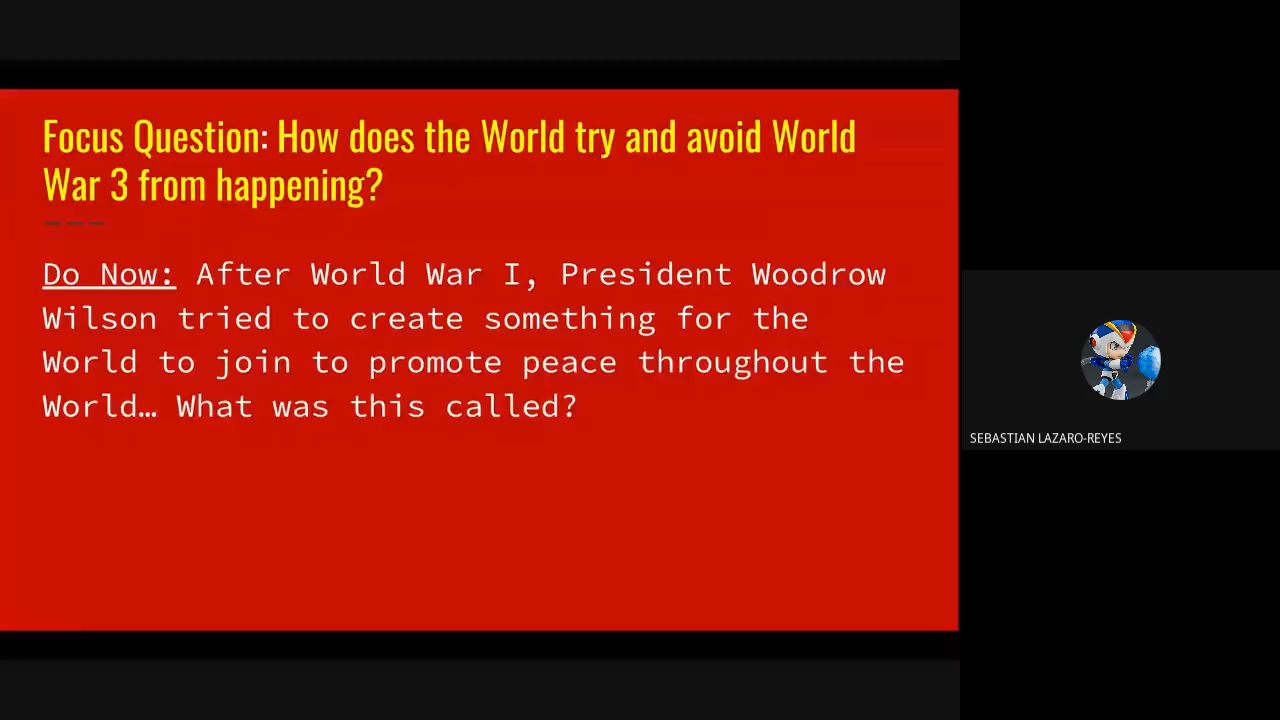 Focus Question: How does the World try and avoid World
War 3 from happening?
Do Now: After World War I, President Woodrow
Wilson tried to create something for the
World to join to promote peace throughout the
World… What was this called?
SEBASTIAN LAZARO-REYES